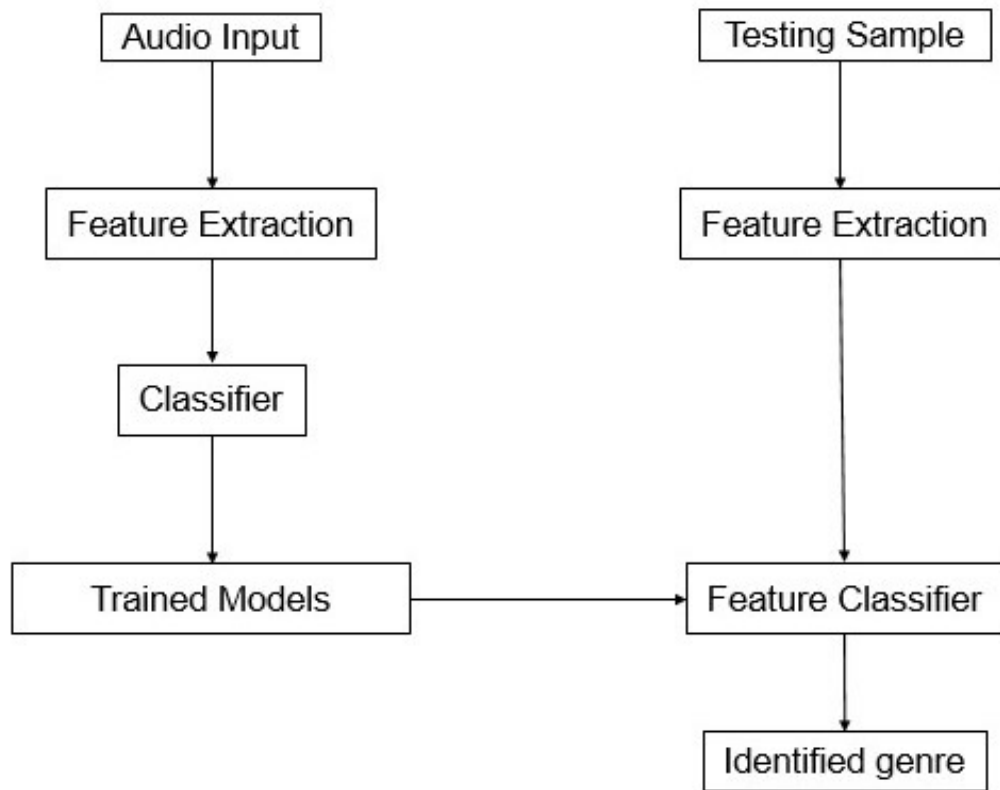 Audio Input
Testing Sample
Feature Extraction
Feature Extraction
Classifier
Trained Models
Feature Classifier
Identified genre